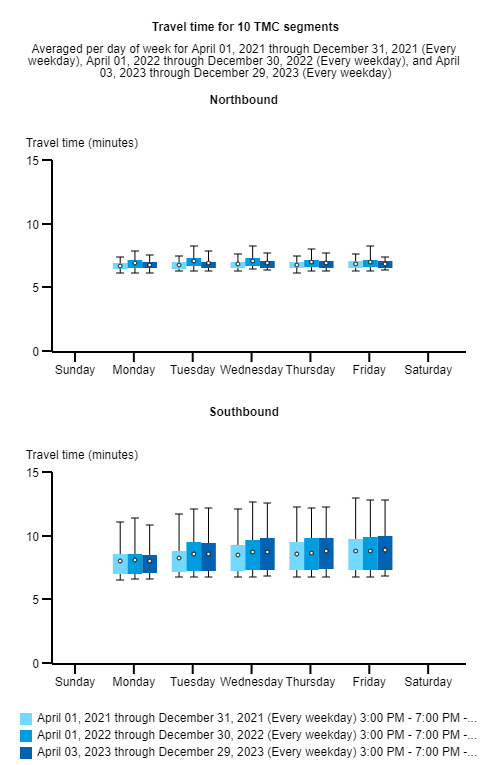 Travel time for 10 TMC segments
Averaged per day of week for April 01, 2021 through December 31, 2021 (Every
weekday), April 01, 2022 through December 30, 2022 (Every weekday), and April
03, 2023 through December 29, 2023 (Every weekday)
Northbound
Travel time (minutes)
15
10
5
0
Sunday Monday Tuesday Wednesday Thursday Friday Saturday
Southbound
Travel time (minutes)
15
10
5
0
Sunday Monday Tuesday Wednesday Thursday Friday Saturday
April 01, 2021 through December 31, 2021 (Every weekday) 3:00 PM - 7:00 PM -...
April 01, 2022 through December 30, 2022 (Every weekday) 3:00 PM - 7:00 PM -...
April 03, 2023 through December 29, 2023 (Every weekday) 3:00 PM - 7:00 PM -...